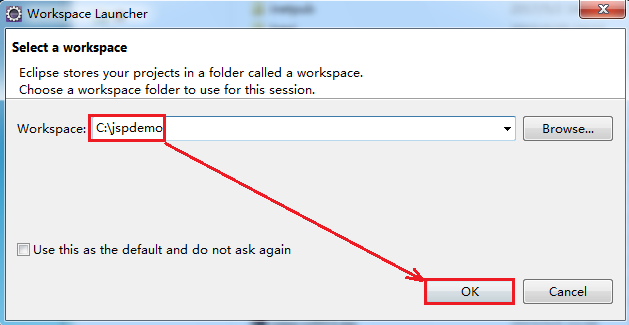 Workspace Launcher
Select a workspace
Eclipse stores your projects in a folder called a workspace.
Choose a workspace folder to use for this session.
Workspace: C:\jspdemo Browse...
Use this as the default and do not ask again
OK Cancel